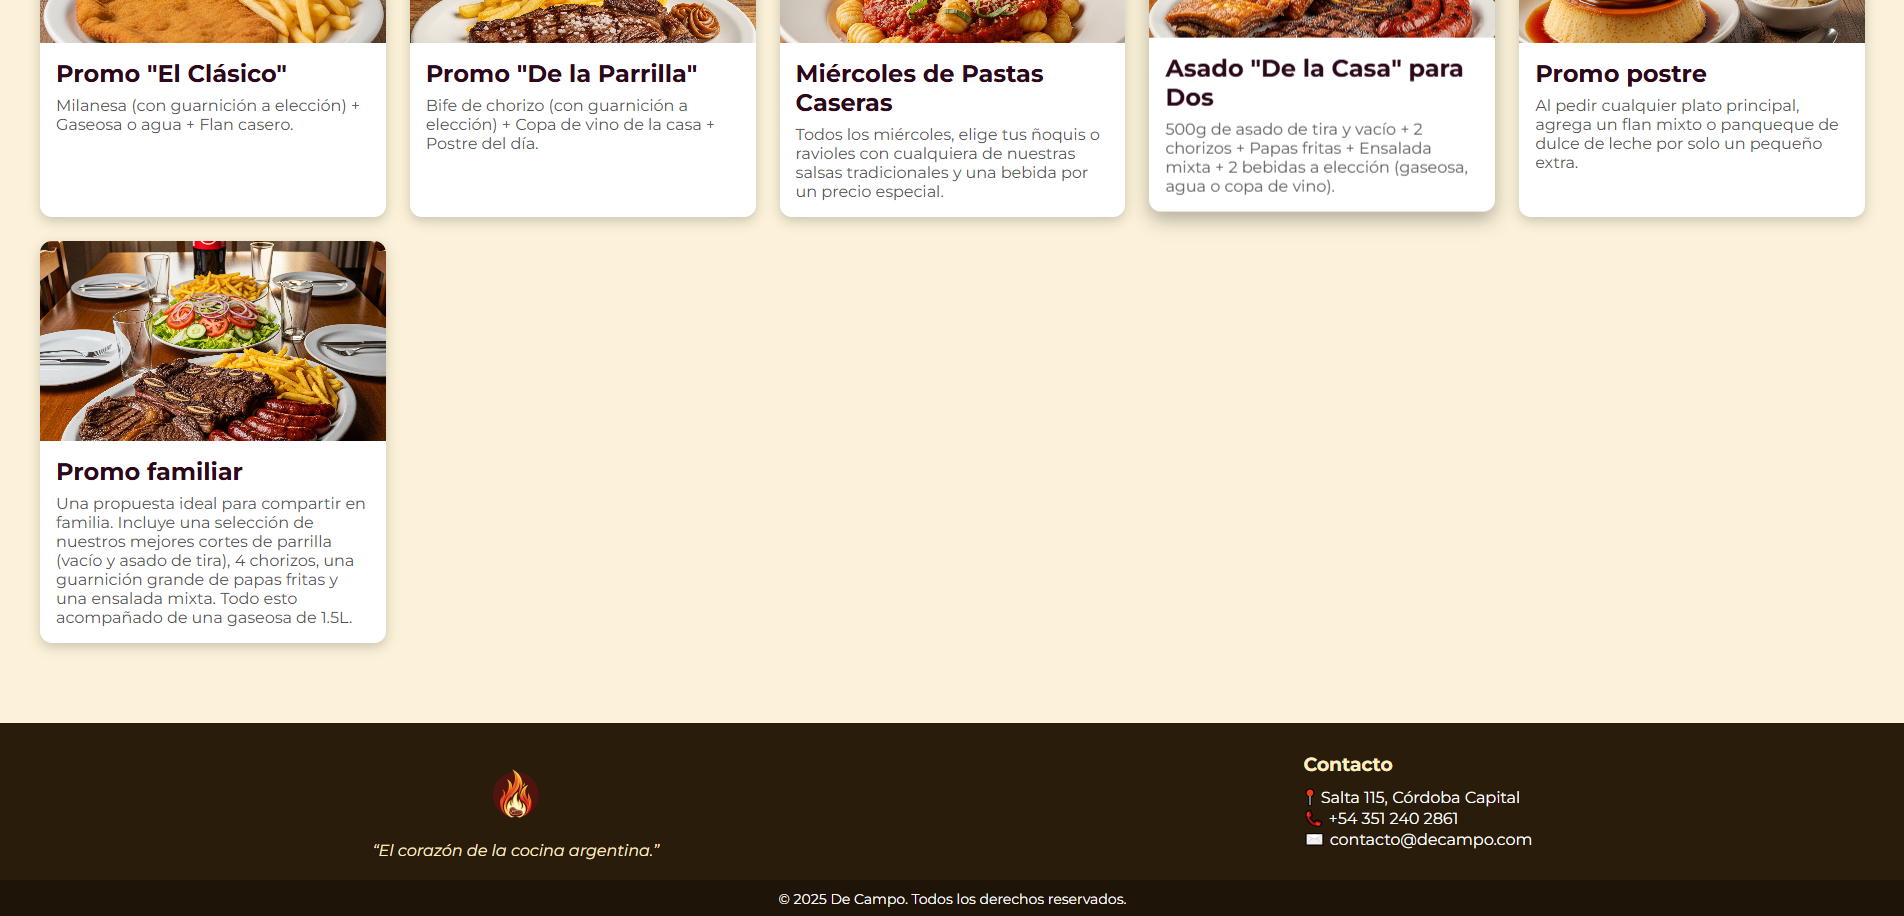 Promo "El Clásico"
Milanesa (con guarnición a elección) +
Gaseosa o agua + Flan casero.
Promo "De la Parrilla"
Bife de chorizo (con guarnición a
elección) + Copa de vino de la casa +
Postre del día.
Miércoles de Pastas
Caseras
Todos los miércoles, elige tus ñoquis o
ravioles con cualquiera de nuestras
salsas tradicionales y una bebida por
un precio especial.
Asado "De la Casa" para
Dos
500g de asado de tira y vacío + 2
chorizos + Papas fritas + Ensalada
mixta + 2 bebidas a elección (gaseosa,
agua o copa de vino).
Promo postre
Al pedir cualquier plato principal,
agrega un flan mixto o panqueque de
dulce de leche por solo un pequeño
extra.
Promo familiar
Una propuesta ideal para compartir en
familia. Incluye una selección de
nuestros mejores cortes de parrilla
(vacío y asado de tira), 4 chorizos, una
guarnición grande de papas fritas y
una ensalada mixta. Todo esto
acompañado de una gaseosa de 1.5L.
“El corazón de la cocina argentina.”
Contacto
Salta 115, Córdoba Capital
+54 351 240 2861
contacto@decampo.com
© 2025 De Campo. Todos los derechos reservados.